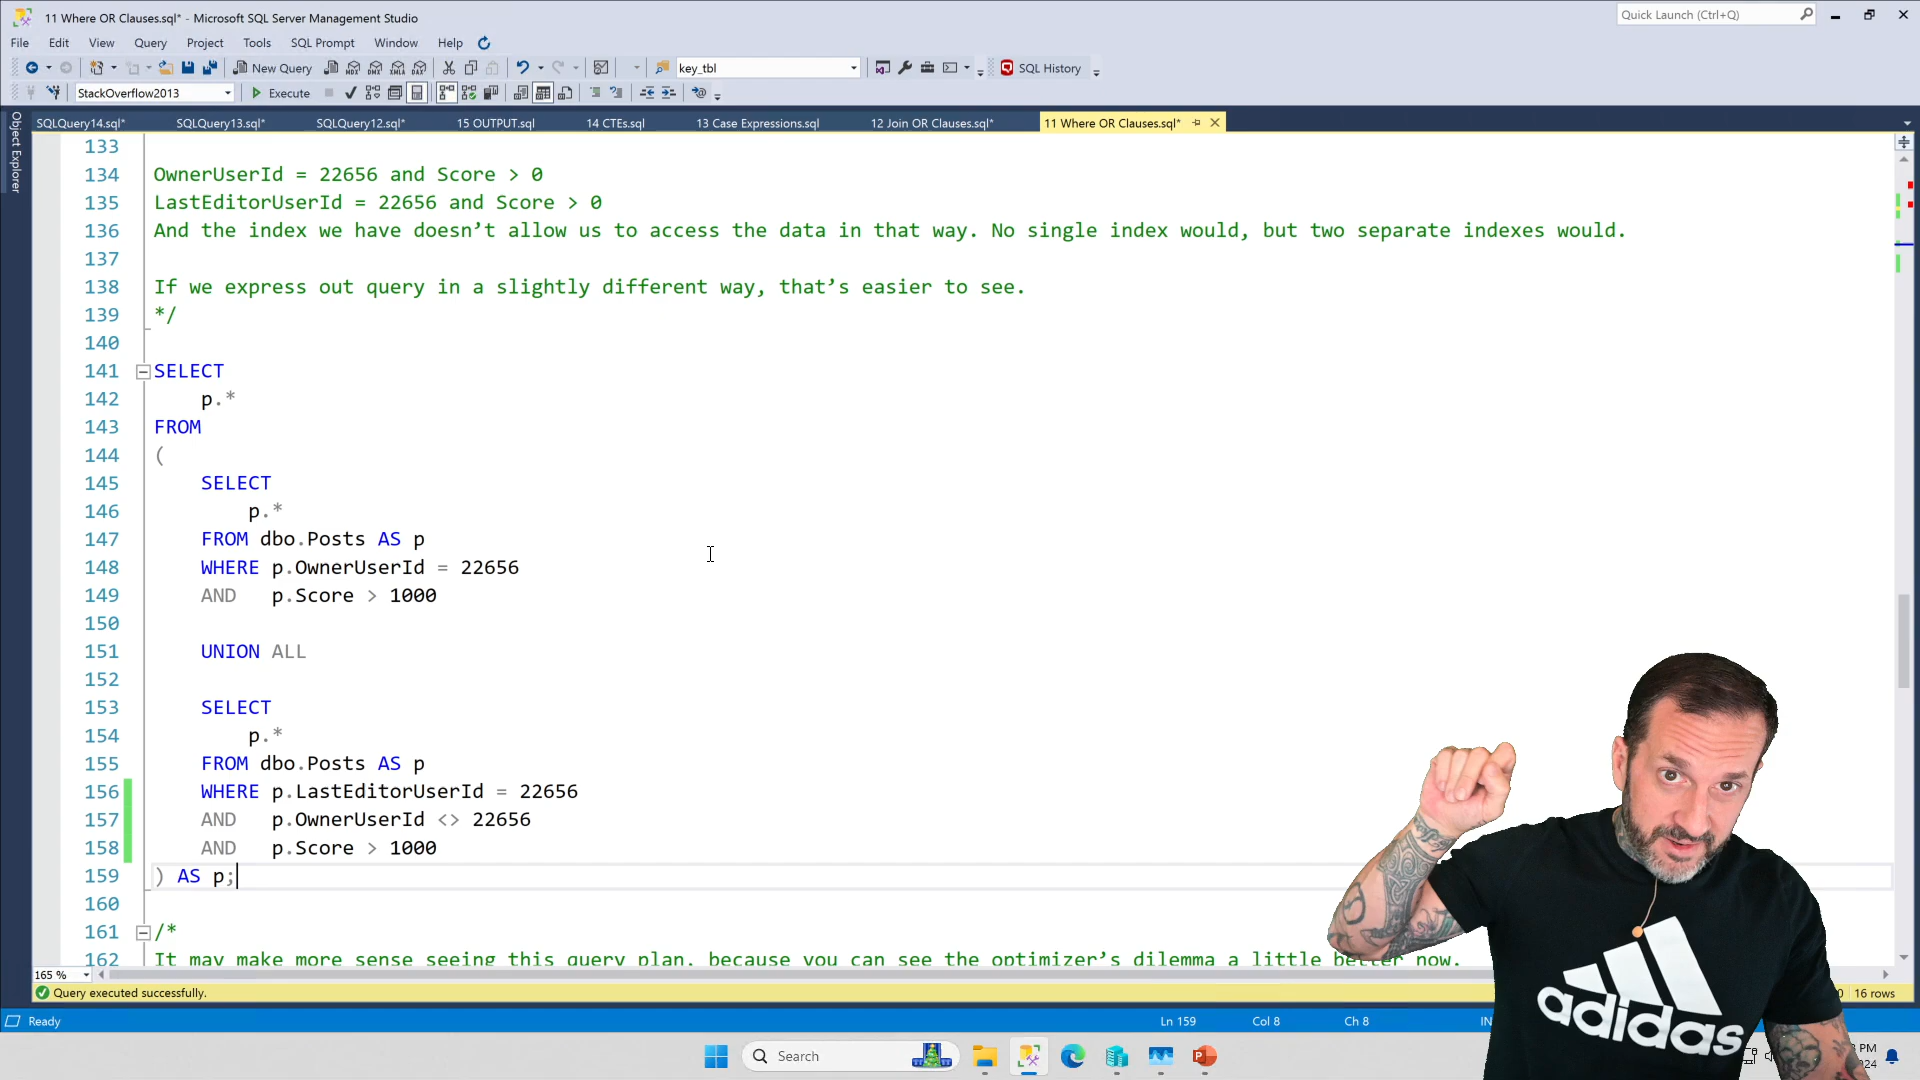 11 Where OR Clauses.sql* - Microsoft SQL Server Management Studio
Quick Launch (Ctrl+Q)
File Edit View Query Project Tools SQL Prompt Window Help
New Query
MDX DMX XMLA DAX
key_tbl
SQL History
StackOverflow2013
Execute
SQLQuery14.sql* SQLQuery13.sql* SQLQuery12.sql* 15 OUTPUT.sql 14 CTEs.sql 13 Case Expressions.sql 12 Join OR Clauses.sql* 11 Where OR Clauses.sql*
Object Explorer
133
134 OwnerUserId = 22656 and Score > 0
135 LastEditorUserId = 22656 and Score > 0
136 And the index we have doesn’t allow us to access the data in that way. No single index would, but two separate indexes would.
137
138 If we express out query in a slightly different way, that’s easier to see.
139 */
140
141 SELECT
142 p.*
143 FROM
144 (
145 SELECT
146 p.*
147 FROM dbo.Posts AS p
148 WHERE p.OwnerUserId = 22656
149 AND p.Score > 1000
150
151 UNION ALL
152
153 SELECT
154 p.*
155 FROM dbo.Posts AS p
156 WHERE p.LastEditorUserId = 22656
157 AND p.OwnerUserId <> 22656
158 AND p.Score > 1000
159 ) AS p;
160
161 /*
162 It may make more sense seeing this query plan, because you can see the optimizer’s dilemma a little better now.
165 %
Query executed successfully.
16 rows
Ready
Ln 159 Col 8 Ch 8
Search
PM
adidas